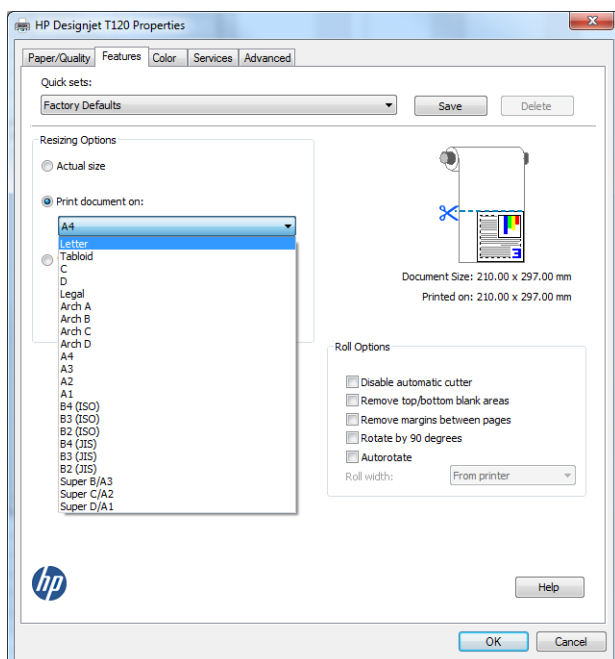 HP Designjet T120 Properties
Paper/Quality Features Color Services Advanced
Quick sets:
Factory Defaults Save Delete
Resizing Options
Actual size
Print document on:
A4
Letter
Tabloid
C
D
Legal
Arch A
Arch B
Arch C
Arch D
A4
A3
A2
A1
B4 (ISO)
B3 (ISO)
B2 (ISO)
B4 (JIS)
B3 (JIS)
B2 (JIS)
Super B/A3
Super C/A2
Super D/A1
3
Document Size: 210.00 x 297.00 mm
Printed on: 210.00 x 297.00 mm
Roll Options
Disable automatic cutter
Remove top/bottom blank areas
Remove margins between pages
Rotate by 90 degrees
Autorotate
Roll width: From printer
hp
Help
OK Cancel